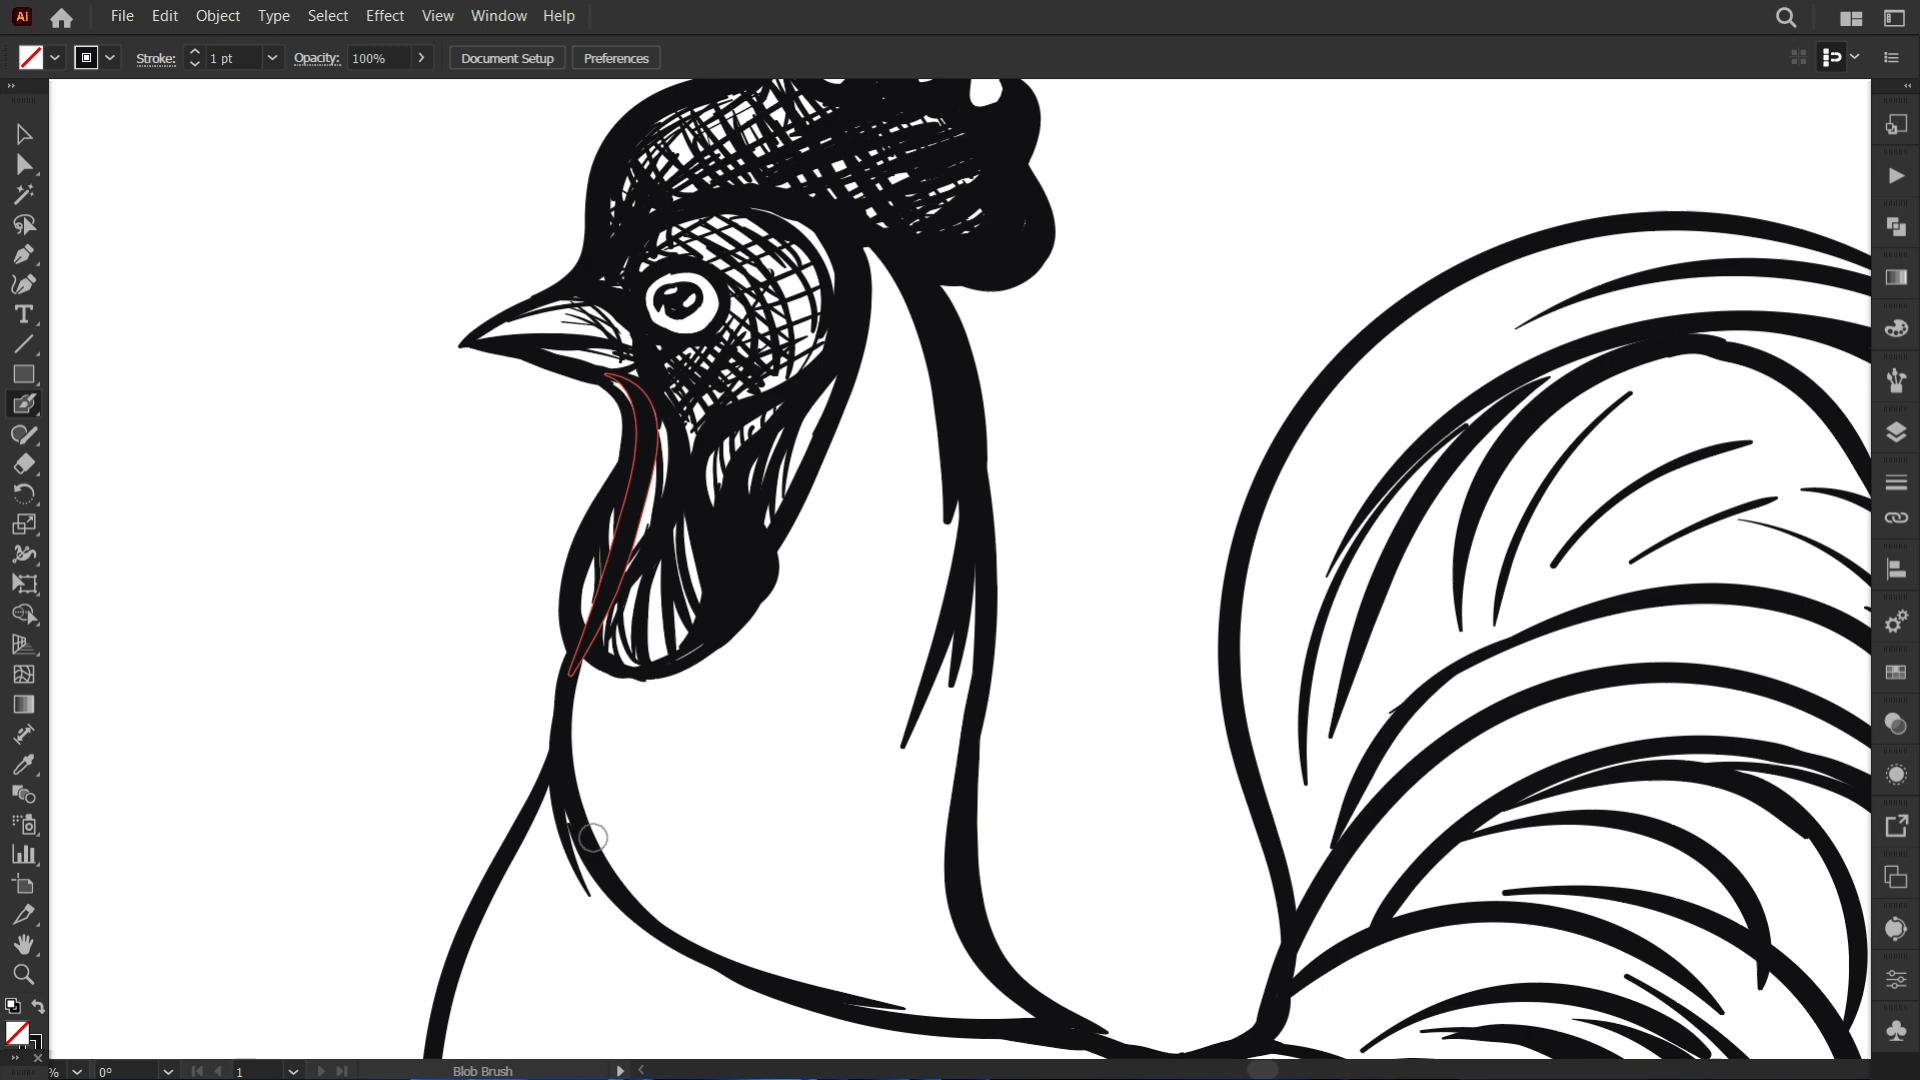 Ai File Edit Object Type Select Effect View Window Help
Stroke: 1 pt Opacity: 100% Document Setup Preferences
% 0° 1 Blob Brush